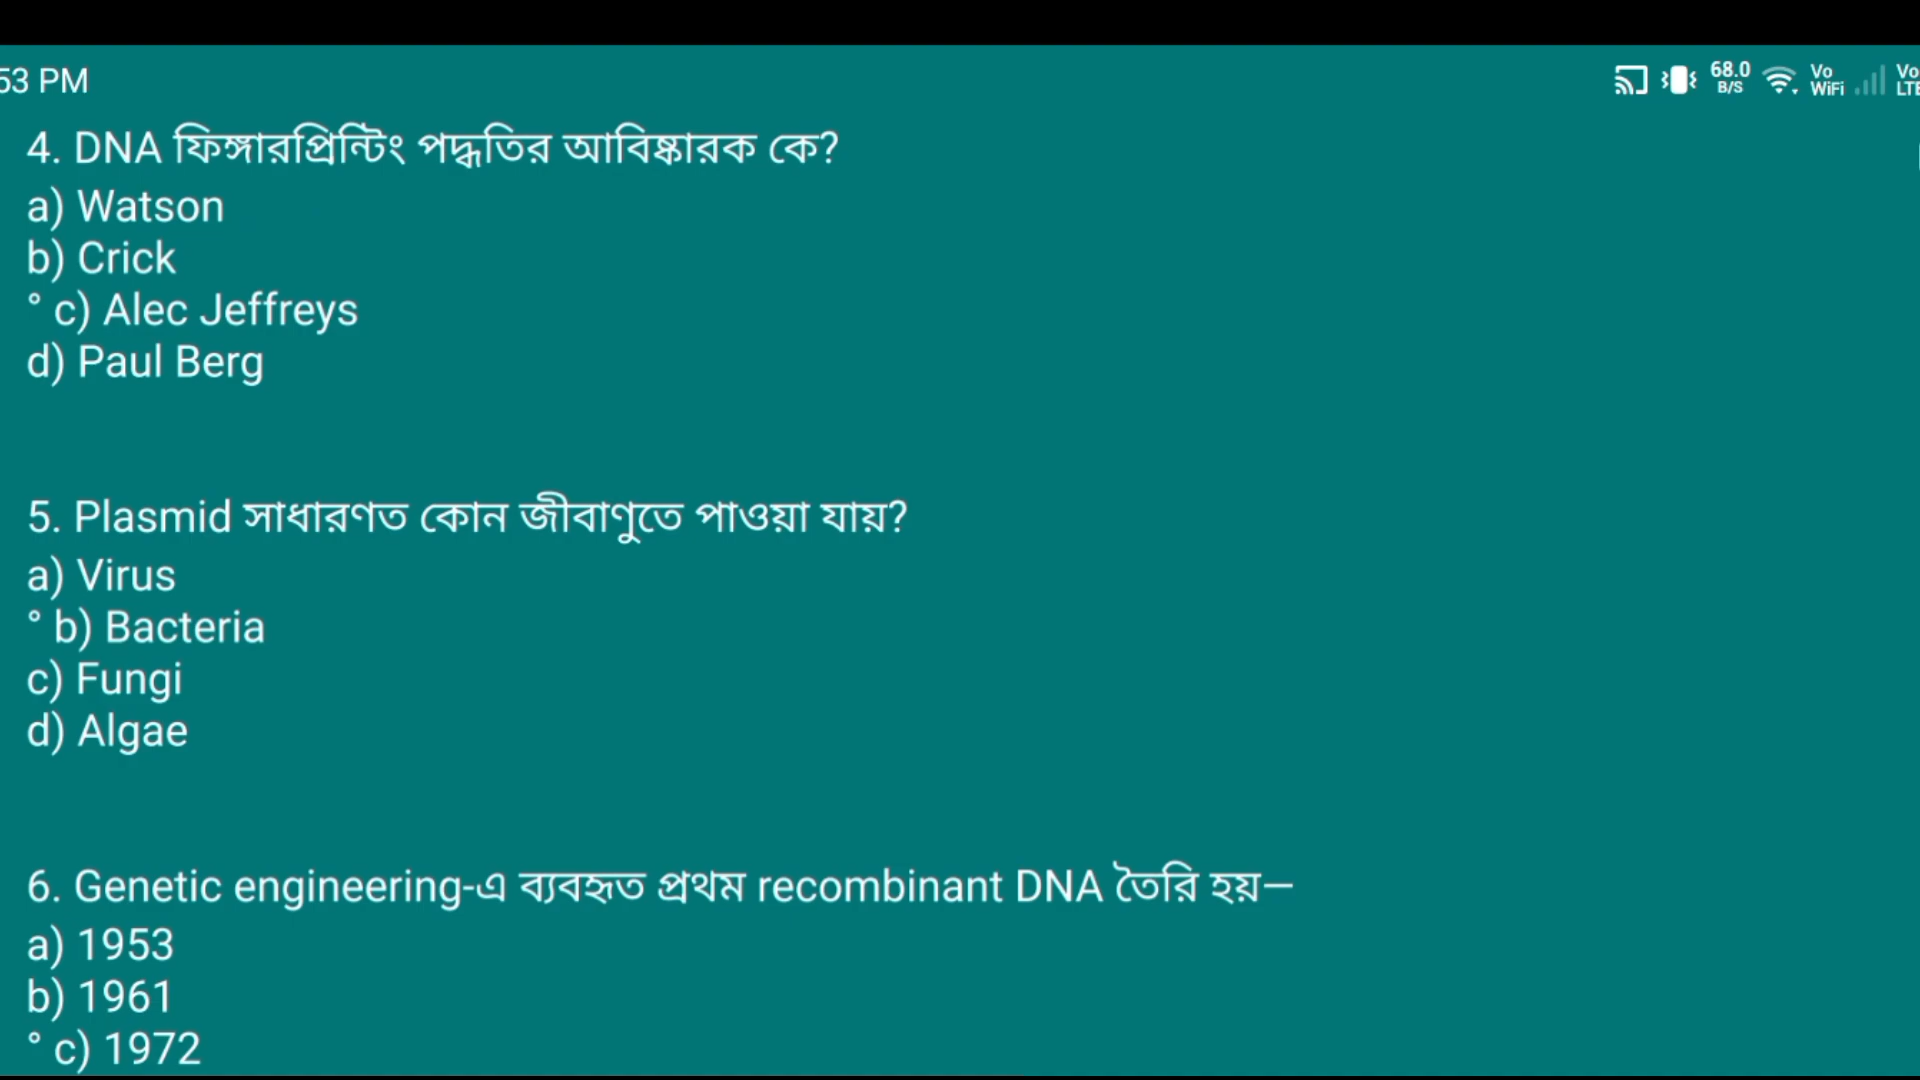 53 PM
68.0 B/S Vo WiFi Vo LTE
4. DNA ফিঙ্গারপ্রিন্টিং পদ্ধতির আবিষ্কারক কে?
a) Watson
b) Crick
° c) Alec Jeffreys
d) Paul Berg
5. Plasmid সাধারণত কোন জীবাণুতে পাওয়া যায়?
a) Virus
° b) Bacteria
c) Fungi
d) Algae
6. Genetic engineering-এ ব্যবহৃত প্রথম recombinant DNA তৈরি হয়—
a) 1953
b) 1961
° c) 1972